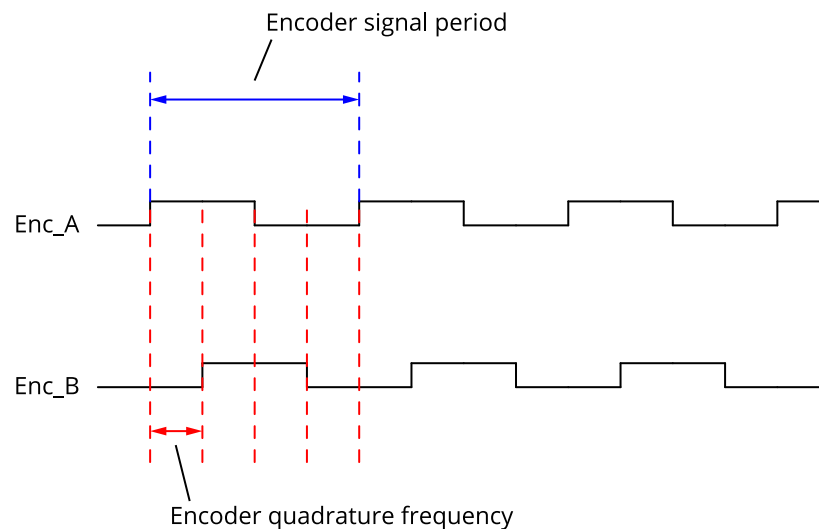 Encoder signal period
Enc_A
Enc_B
Encoder quadrature frequency